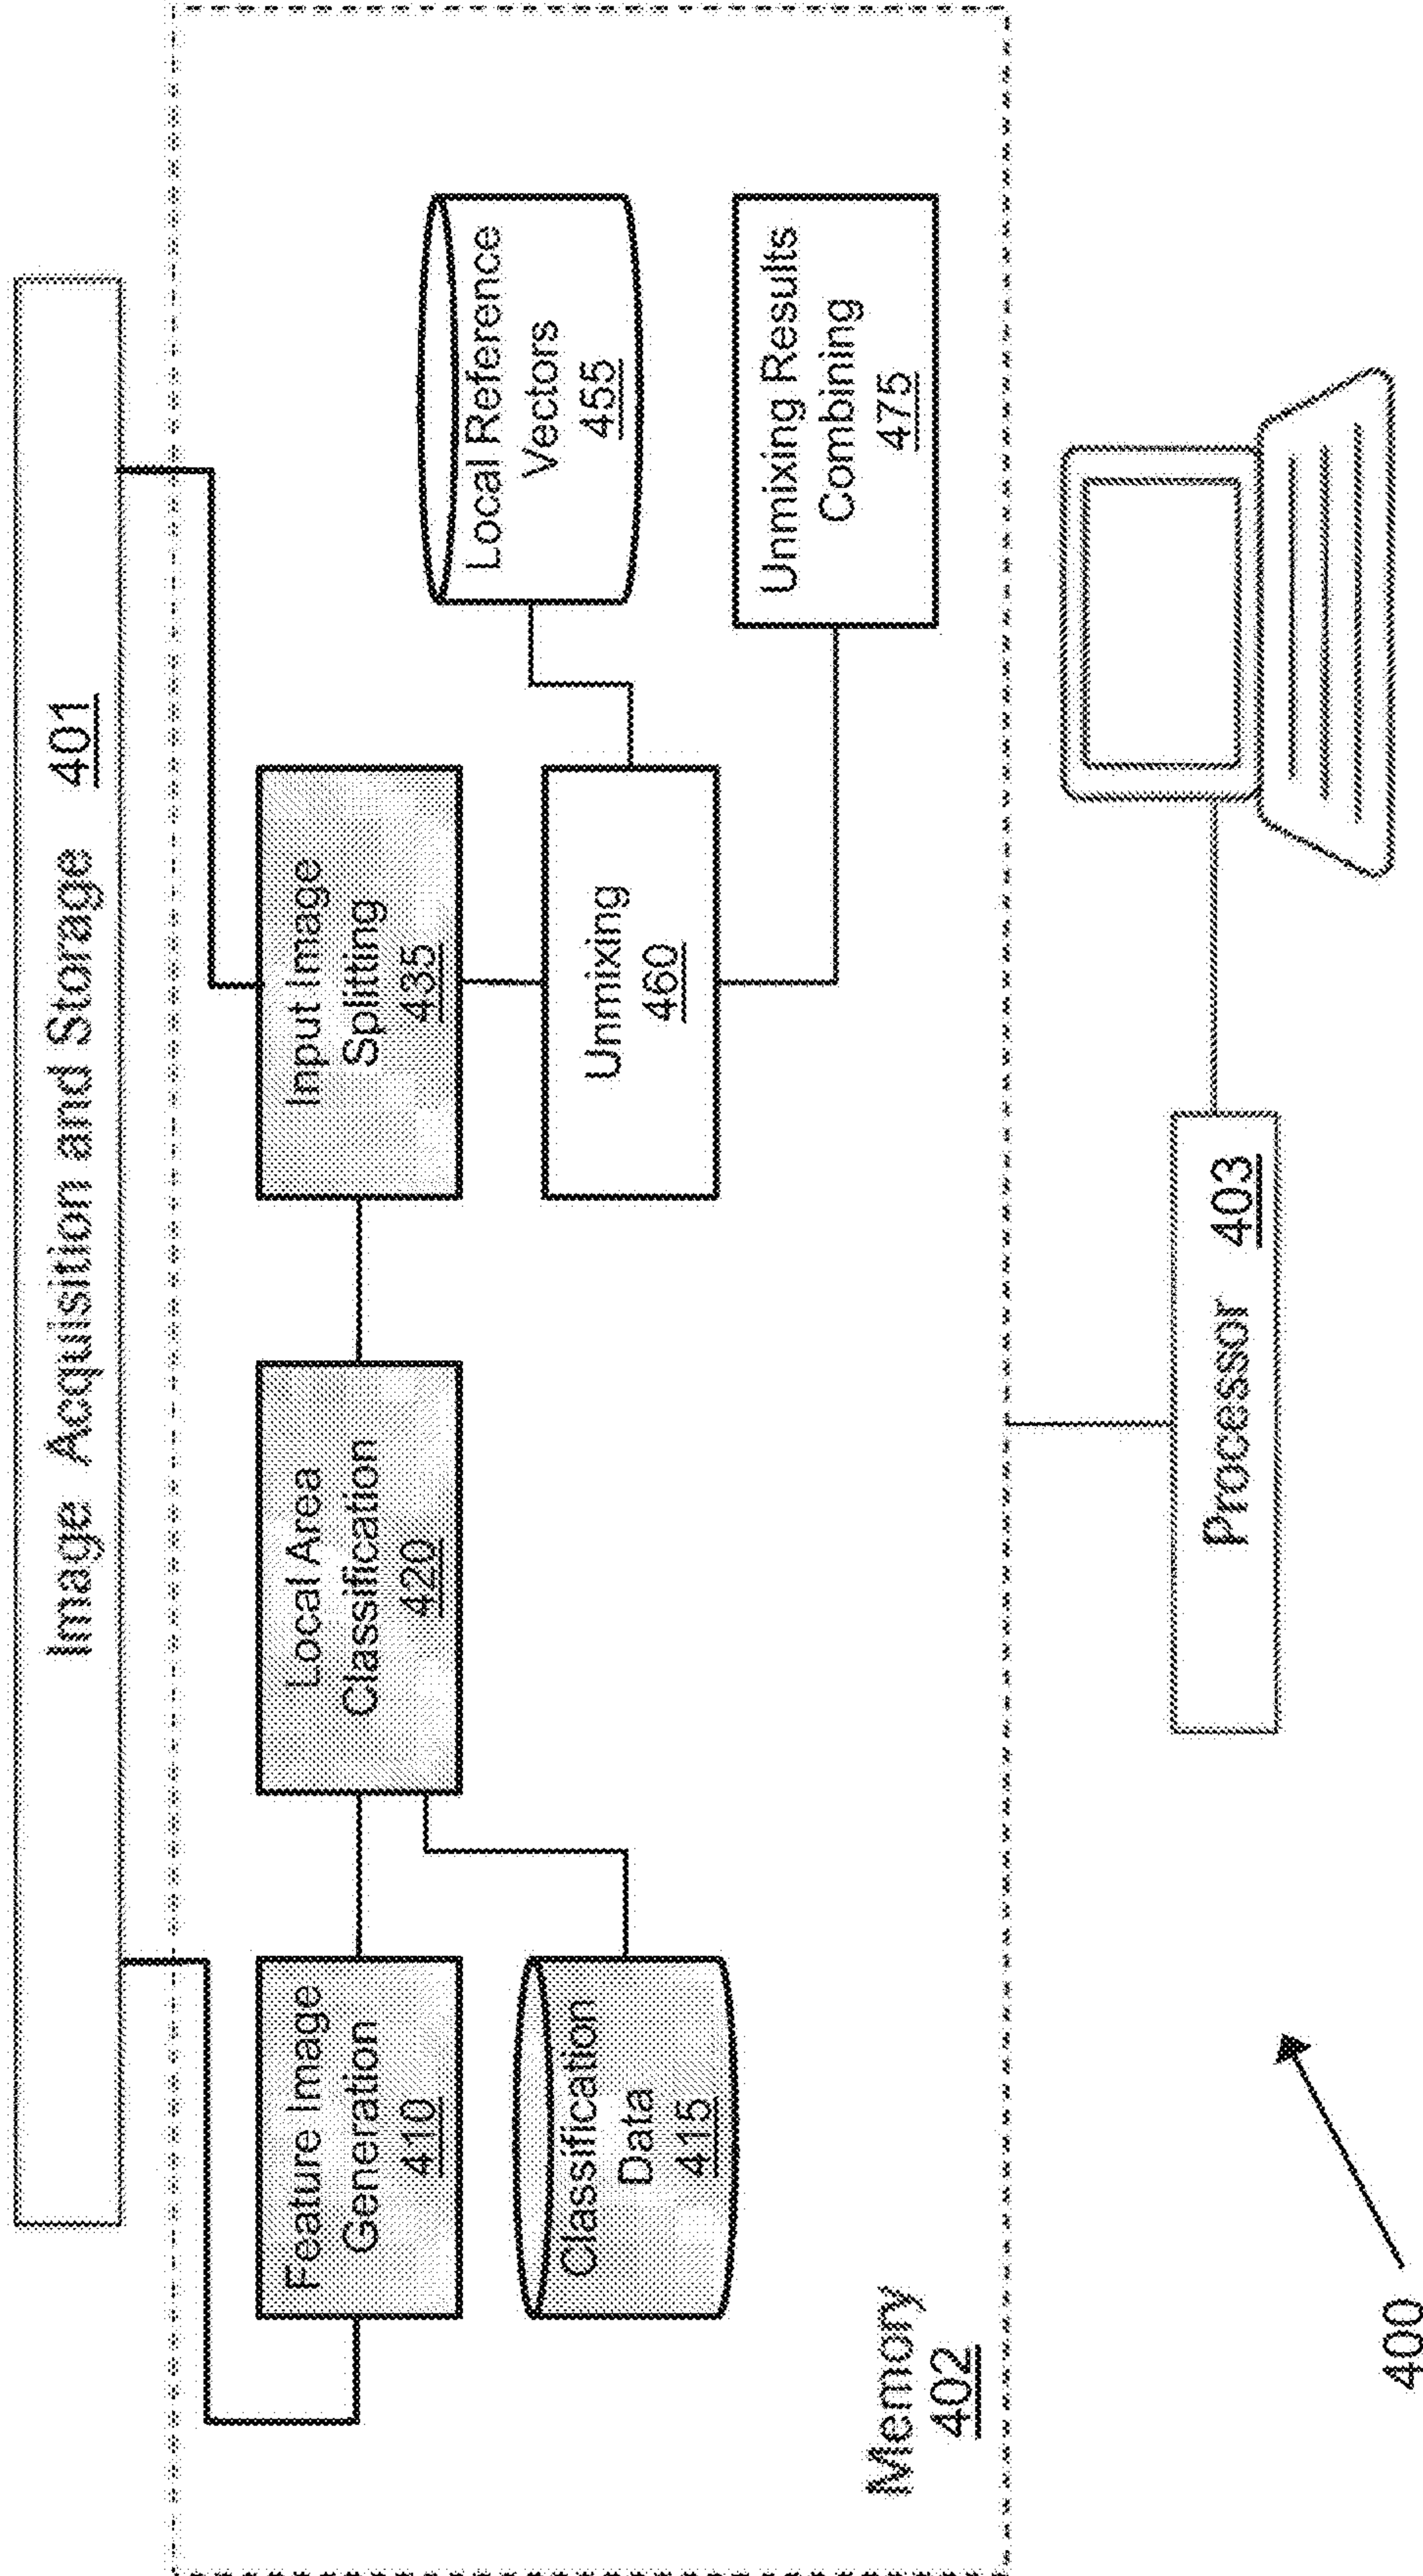 Image Acquisition and Storage 401
Feature Image
Generation
410
Local Area
Classification
420
Input Image
Splitting
435
Classification
Data
415
Unmixing
460
Local Reference
Vectors
455
Unmixing Results
Combining
475
Memory
402
Processor 403
400